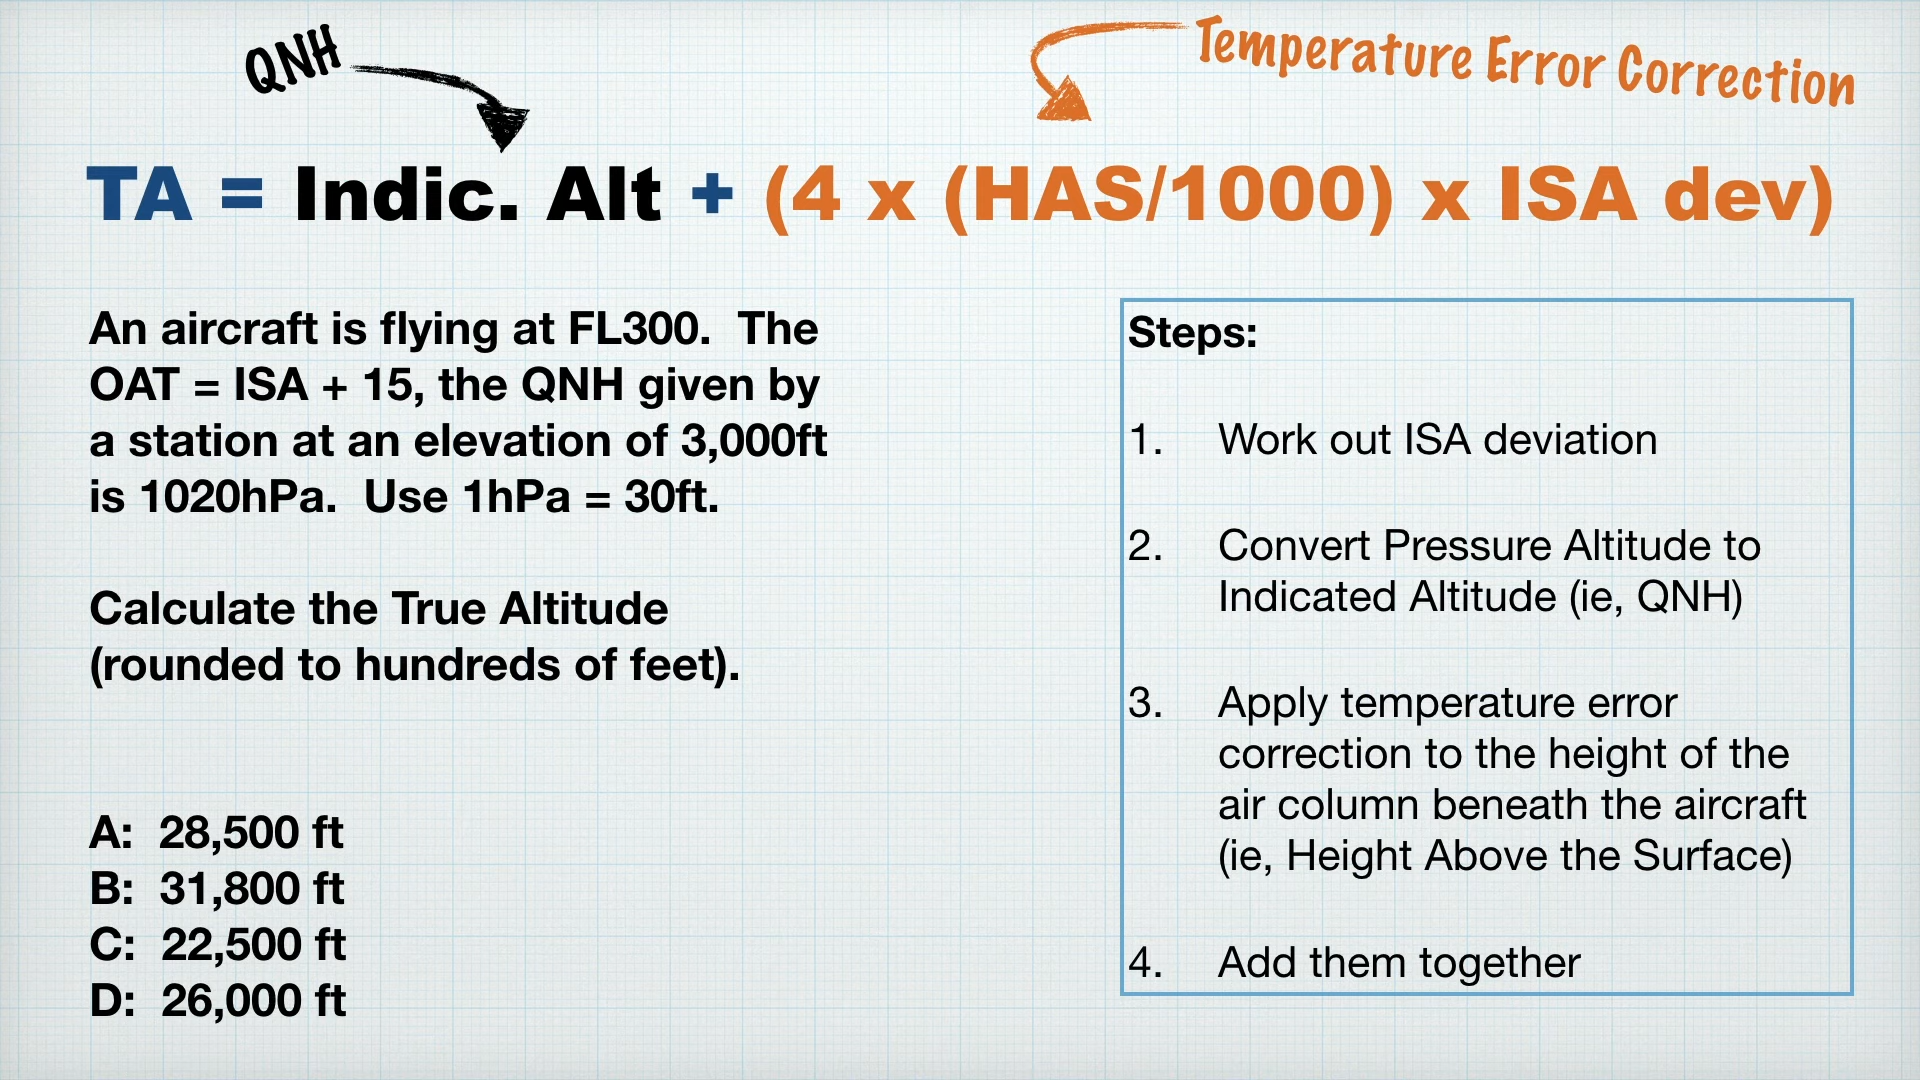 QNH
Temperature Error Correction
TA = Indic. Alt + (4 x (HAS/1000) x ISA dev)
An aircraft is flying at FL300.  The
OAT = ISA + 15, the QNH given by
a station at an elevation of 3,000ft
is 1020hPa.  Use 1hPa = 30ft.
Calculate the True Altitude
(rounded to hundreds of feet).
A:  28,500 ft
B:  31,800 ft
C:  22,500 ft
D:  26,000 ft
Steps:
1. Work out ISA deviation
2. Convert Pressure Altitude to
Indicated Altitude (ie, QNH)
3. Apply temperature error
correction to the height of the
air column beneath the aircraft
(ie, Height Above the Surface)
4. Add them together